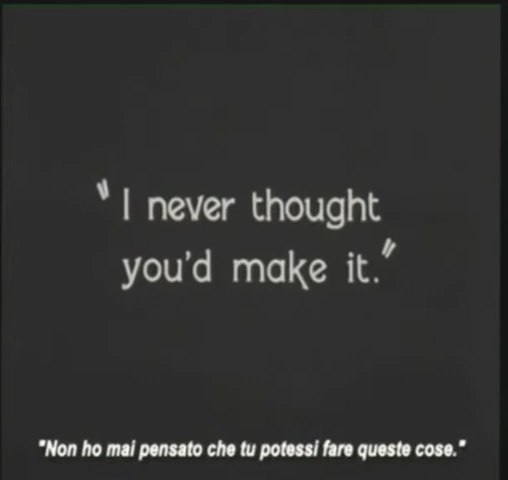 "I never thought
you'd make it."
"Non ho mai pensato che tu potessi fare queste cose."